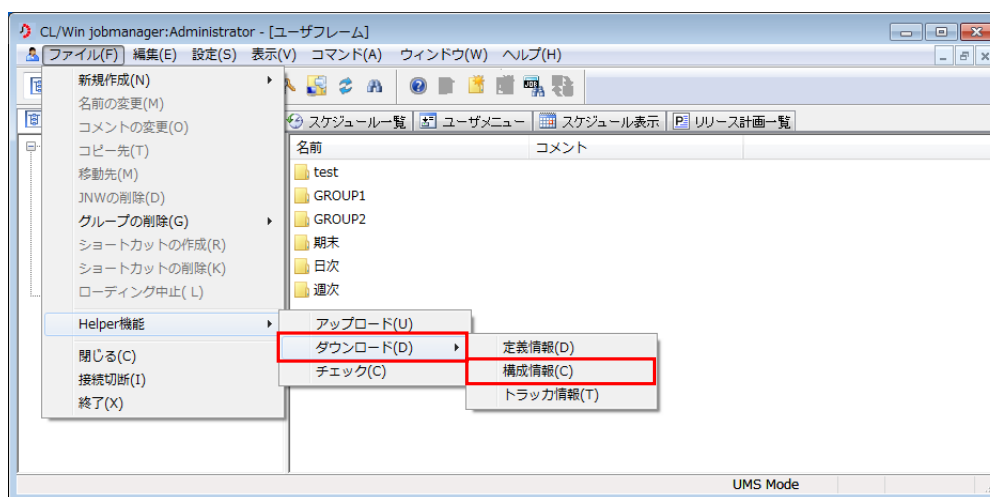 CL/Win jobmanager:Administrator - [ユーザフレーム]
ファイル(F) 編集(E) 設定(S) 表示(V) コマンド(A) ウィンドウ(W) ヘルプ(H)
新規作成(N)
名前の変更(M)
コメントの変更(O)
コピー先(T)
移動先(M)
JNWの削除(D)
グループの削除(G)
ショートカットの作成(R)
ショートカットの削除(K)
ローディング中止( L)
Helper機能
閉じる(C)
接続切断(I)
終了(X)
スケジュール一覧 ユーザメニュー スケジュール表示 リリース計画一覧
名前 コメント
test
GROUP1
GROUP2
期末
日次
週次
アップロード(U)
ダウンロード(D)
チェック(C)
定義情報(D)
構成情報(C)
トラッカ情報(T)
UMS Mode